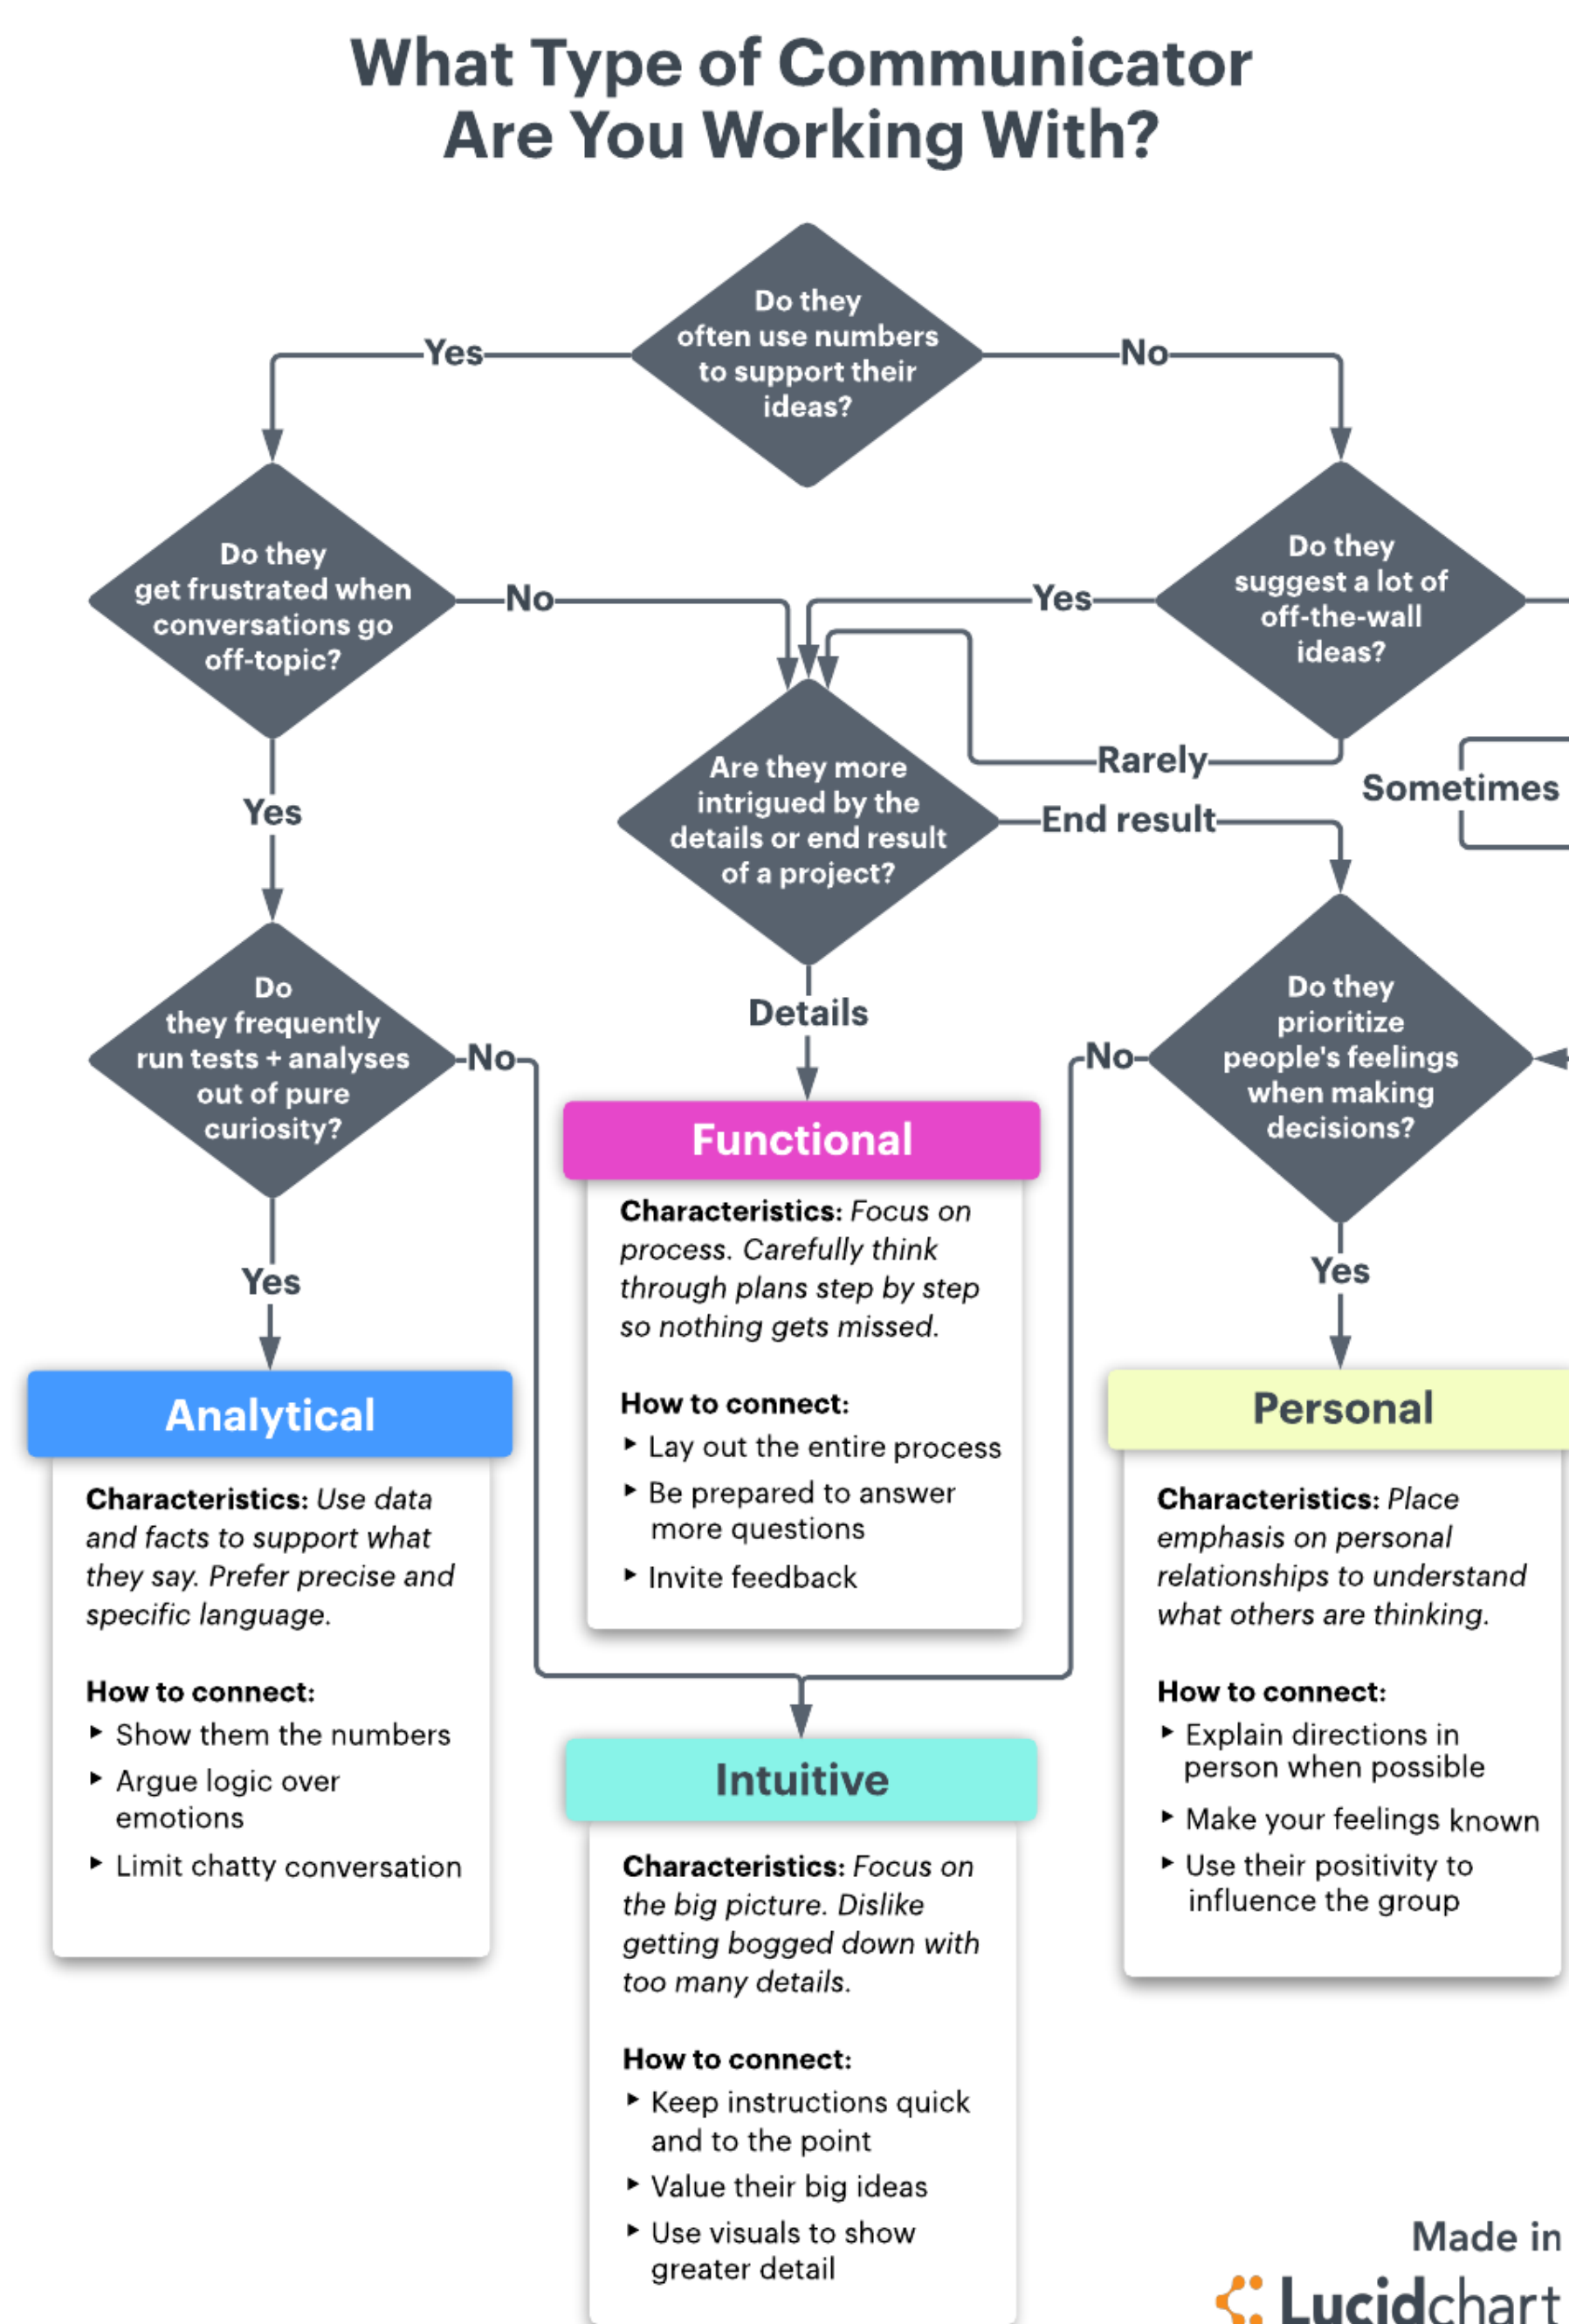 What Type of Communicator
Are You Working With?
Do they
often use numbers
to support their
ideas?
Yes
No
Do they
get frustrated when
conversations go
off-topic?
No
Do they
suggest a lot of
off-the-wall
ideas?
Yes
Rarely
Sometimes
Yes
Are they more
intrigued by the
details or end result
of a project?
End result
Details
Do
they frequently
run tests + analyses
out of pure
curiosity?
No
Yes
Do they
prioritize
people's feelings
when making
decisions?
No
Yes
Functional
Characteristics: Focus on
process. Carefully think
through plans step by step
so nothing gets missed.
How to connect:
‣ Lay out the entire process
‣ Be prepared to answer
more questions
‣ Invite feedback
Analytical
Characteristics: Use data
and facts to support what
they say. Prefer precise and
specific language.
How to connect:
‣ Show them the numbers
‣ Argue logic over
emotions
‣ Limit chatty conversation
Personal
Characteristics: Place
emphasis on personal
relationships to understand
what others are thinking.
How to connect:
‣ Explain directions in
person when possible
‣ Make your feelings known
‣ Use their positivity to
influence the group
Intuitive
Characteristics: Focus on
the big picture. Dislike
getting bogged down with
too many details.
How to connect:
‣ Keep instructions quick
and to the point
‣ Value their big ideas
‣ Use visuals to show
greater detail
Made in
Lucidchart